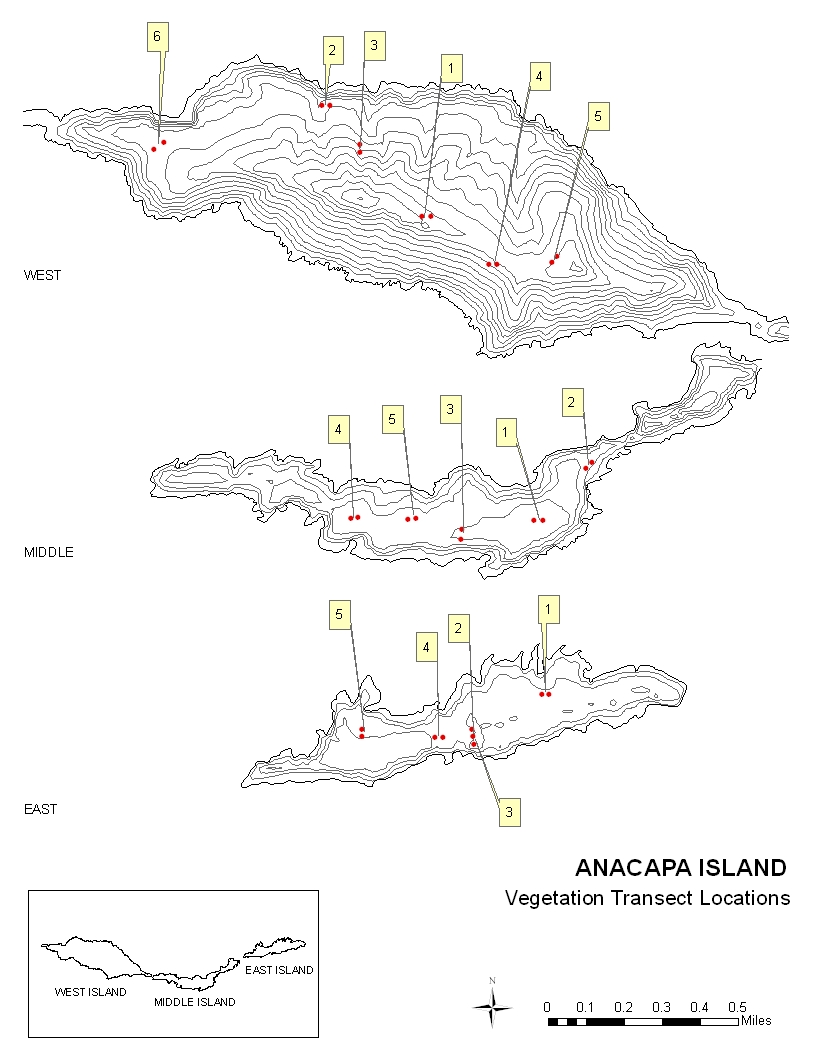 6
2
3
1
4
5
WEST
2
3
5
4
1
MIDDLE
1
5
2
4
EAST
3
ANACAPA ISLAND
Vegetation Transect Locations
EAST ISLAND
WEST ISLAND
MIDDLE ISLAND
N
0 0.1 0.2 0.3 0.4 0.5
Miles